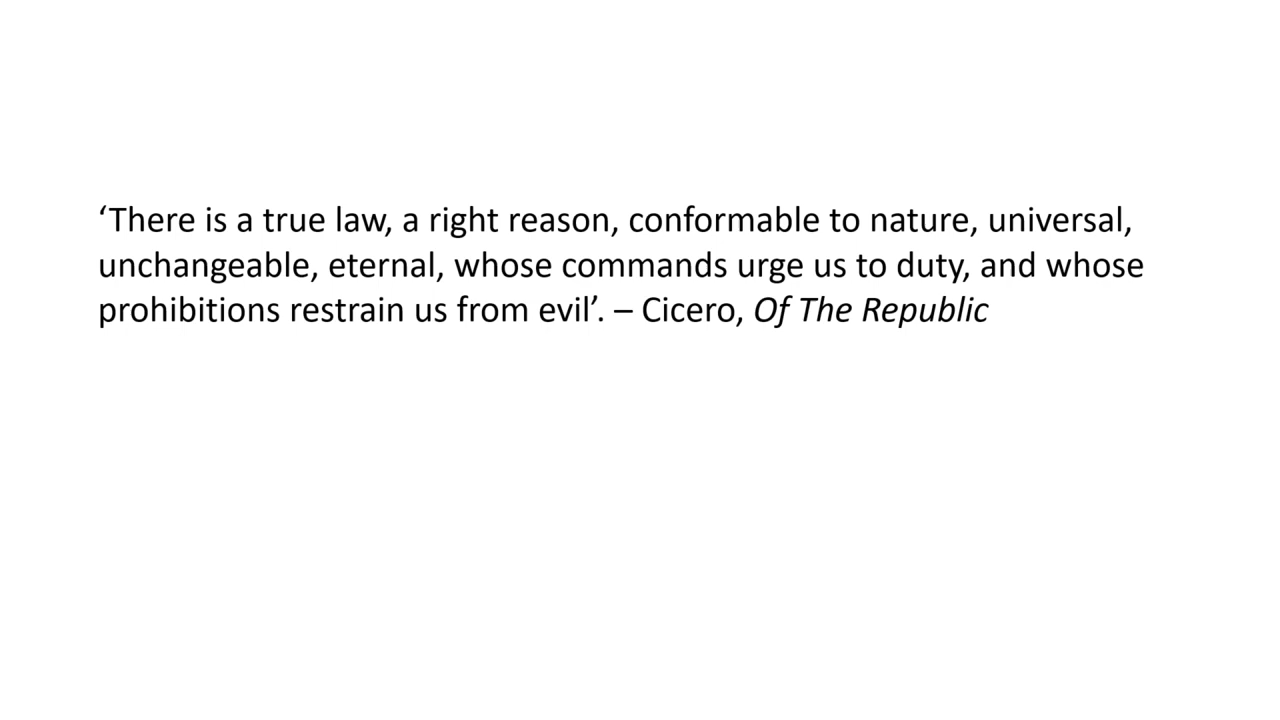 ‘There is a true law, a right reason, conformable to nature, universal,
unchangeable, eternal, whose commands urge us to duty, and whose
prohibitions restrain us from evil’. – Cicero, Of The Republic